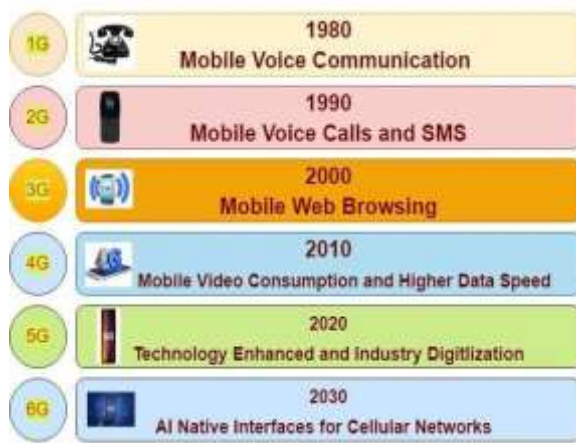 1G
1980
Mobile Voice Communication
2G
1990
Mobile Voice Calls and SMS
3G
2000
Mobile Web Browsing
4G
2010
Mobile Video Consumption and Higher Data Speed
5G
2020
Technology Enhanced and Industry Digitlization
6G
2030
AI Native Interfaces for Cellular Networks